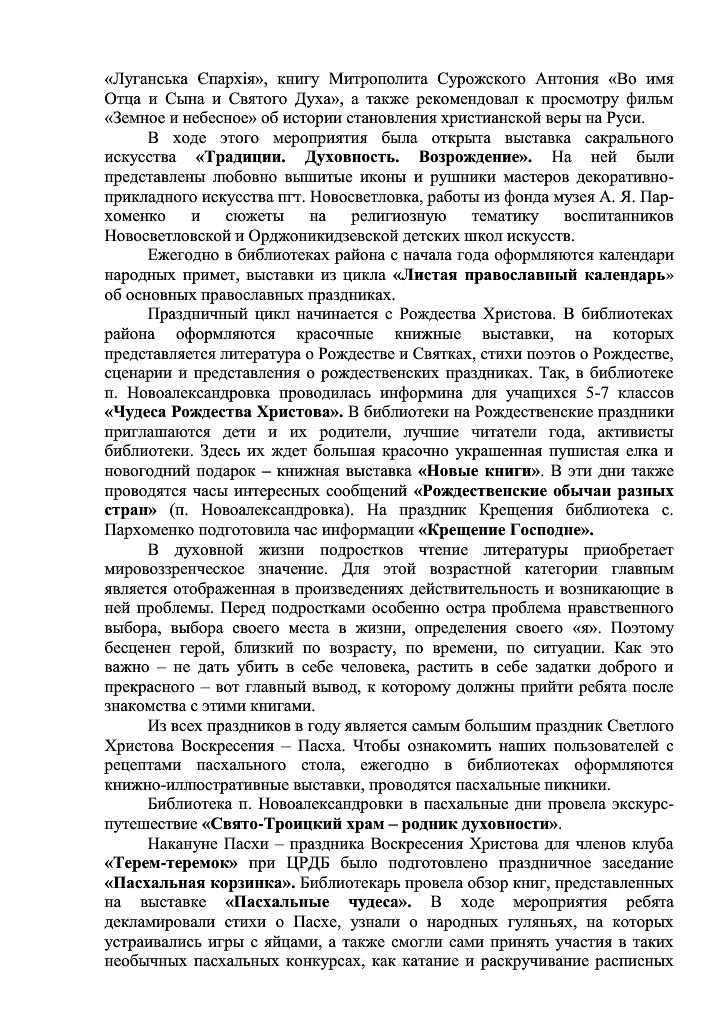 «Луганська Єпархія», книгу Митрополита Сурожского Антония «Во имя
Отца и Сына и Святого Духа», а также рекомендовал к просмотру фильм
«Земное и небесное» об истории становления христианской веры на Руси.
В ходе этого мероприятия была открыта выставка сакрального
искусства «Традиции. Духовность. Возрождение». На ней были
представлены любовно вышитые иконы и рушники мастеров декоративно-
прикладного искусства пгт. Новосветловка, работы из фонда музея А. Я. Пар-
хоменко и сюжеты на религиозную тематику воспитанников
Новосветловской и Орджоникидзевской детских школ искусств.
Ежегодно в библиотеках района с начала года оформляются календари
народных примет, выставки из цикла «Листая православный календарь»
об основных православных праздниках.
Праздничный цикл начинается с Рождества Христова. В библиотеках
района оформляются красочные книжные выставки, на которых
представляется литература о Рождестве и Святках, стихи поэтов о Рождестве,
сценарии и представления о рождественских праздниках. Так, в библиотеке
п. Новоалександровка проводилась информина для учащихся 5-7 классов
«Чудеса Рождества Христова». В библиотеки на Рождественские праздники
приглашаются дети и их родители, лучшие читатели года, активисты
библиотеки. Здесь их ждет большая красочно украшенная пушистая елка и
новогодний подарок – книжная выставка «Новые книги». В эти дни также
проводятся часы интересных сообщений «Рождественские обычаи разных
стран» (п. Новоалександровка). На праздник Крещения библиотека с.
Пархоменко подготовила час информации «Крещение Господне».
В духовной жизни подростков чтение литературы приобретает
мировоззренческое значение. Для этой возрастной категории главным
является отображенная в произведениях действительность и возникающие в
ней проблемы. Перед подростками особенно остра проблема нравственного
выбора, выбора своего места в жизни, определения своего «я». Поэтому
бесценен герой, близкий по возрасту, по времени, по ситуации. Как это
важно – не дать убить в себе человека, растить в себе задатки доброго и
прекрасного – вот главный вывод, к которому должны прийти ребята после
знакомства с этими книгами.
Из всех праздников в году является самым большим праздник Светлого
Христова Воскресения – Пасха. Чтобы ознакомить наших пользователей с
рецептами пасхального стола, ежегодно в библиотеках оформляются
книжно-иллюстративные выставки, проводятся пасхальные пикники.
Библиотека п. Новоалександровки в пасхальные дни провела экскурс-
путешествие «Свято-Троицкий храм – родник духовности».
Накануне Пасхи – праздника Воскресения Христова для членов клуба
«Терем-теремок» при ЦРДБ было подготовлено праздничное заседание
«Пасхальная корзинка». Библиотекарь провела обзор книг, представленных
на выставке «Пасхальные чудеса». В ходе мероприятия ребята
декламировали стихи о Пасхе, узнали о народных гуляньях, на которых
устраивались игры с яйцами, а также смогли сами принять участия в таких
необычных пасхальных конкурсах, как катание и раскручивание расписных